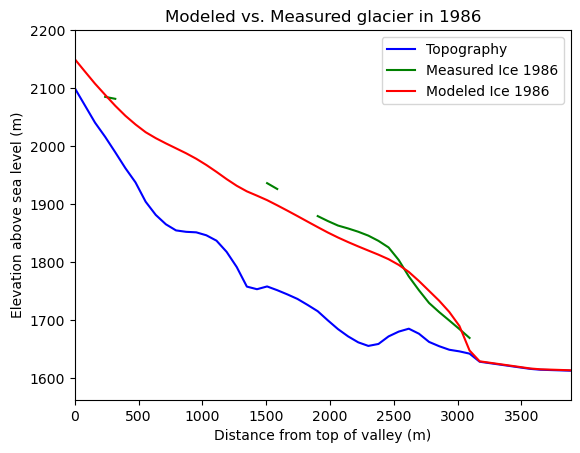 Modeled vs. Measured glacier in 1986
Topography
Measured Ice 1986
Modeled Ice 1986
Elevation above sea level (m)
2200
2100
2000
1900
1800
1700
1600
0 500 1000 1500 2000 2500 3000 3500
Distance from top of valley (m)